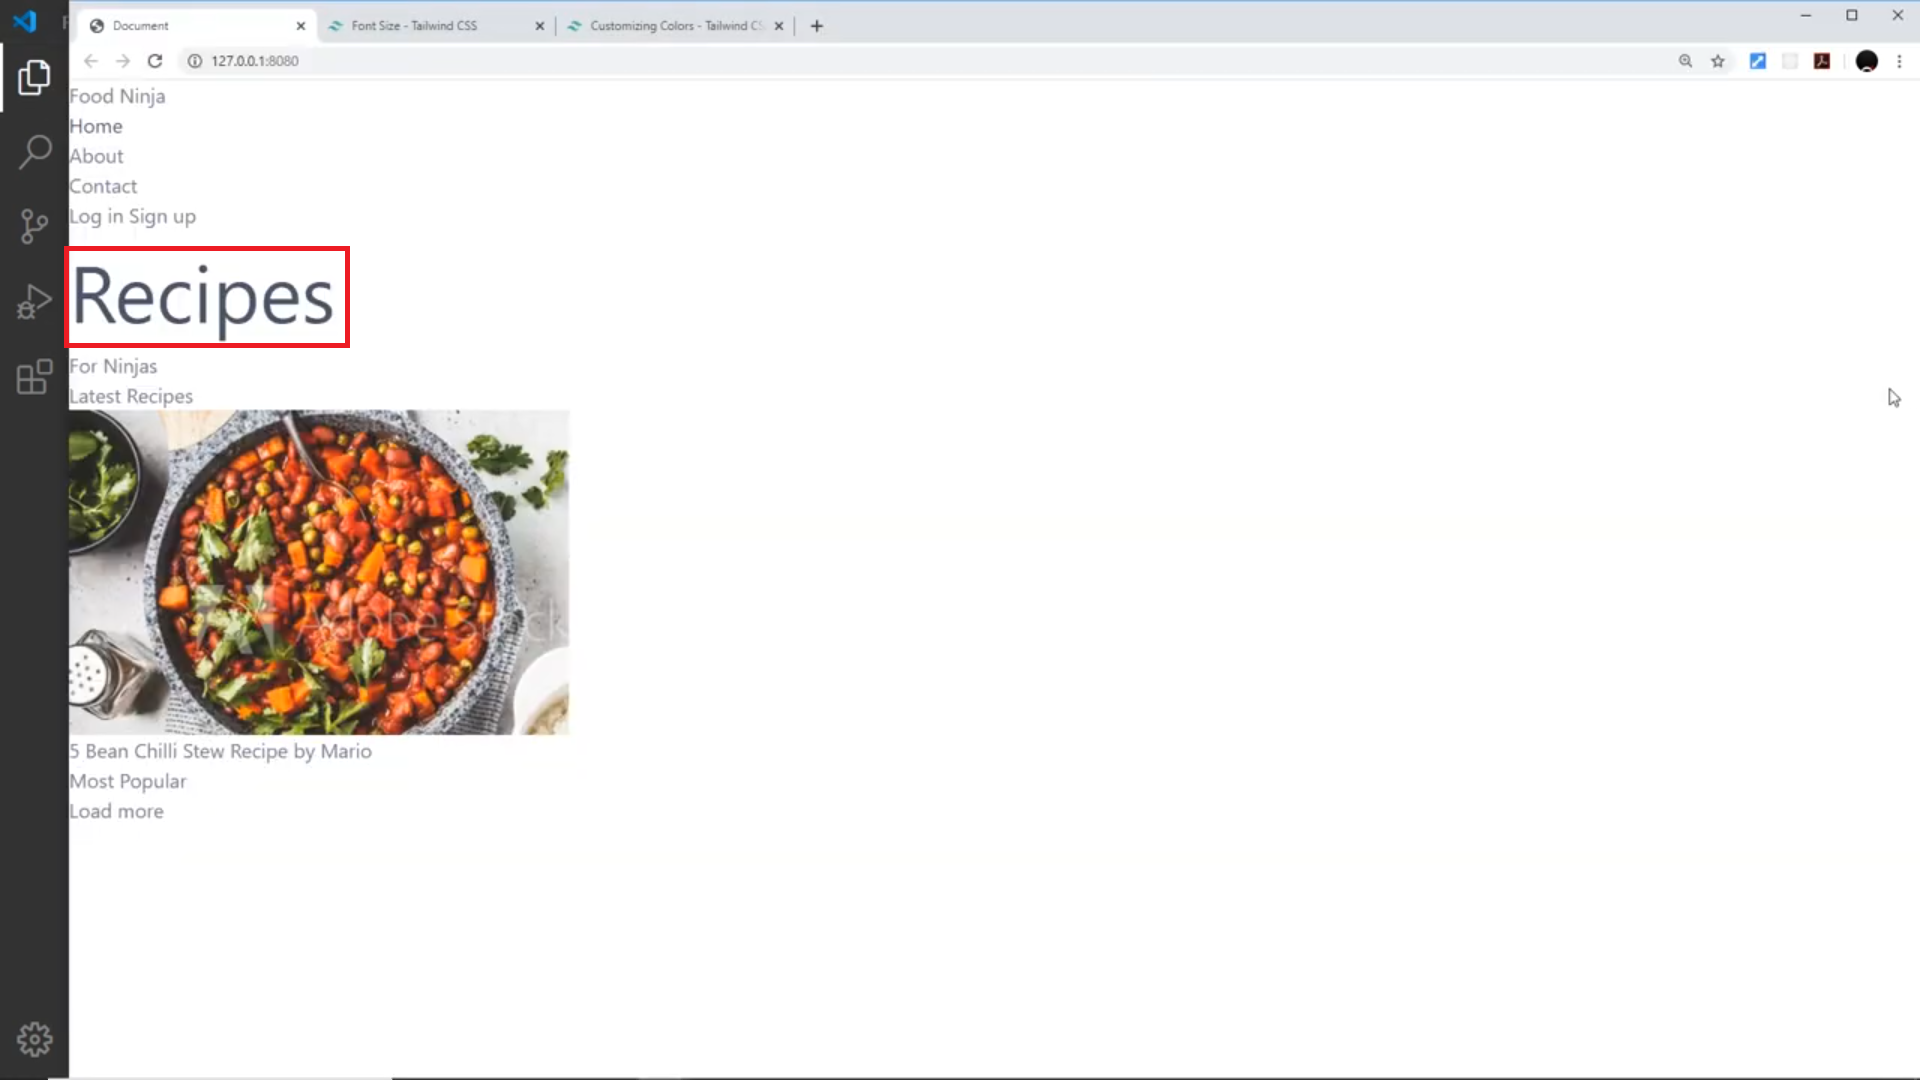 Document
Font Size - Tailwind CSS
Customizing Colors - Tailwind CS
127.0.0.1:8080
Food Ninja
Home
About
Contact
Log in Sign up
Recipes
For Ninjas
Latest Recipes
Adobe Stock
5 Bean Chilli Stew Recipe by Mario
Most Popular
Load more